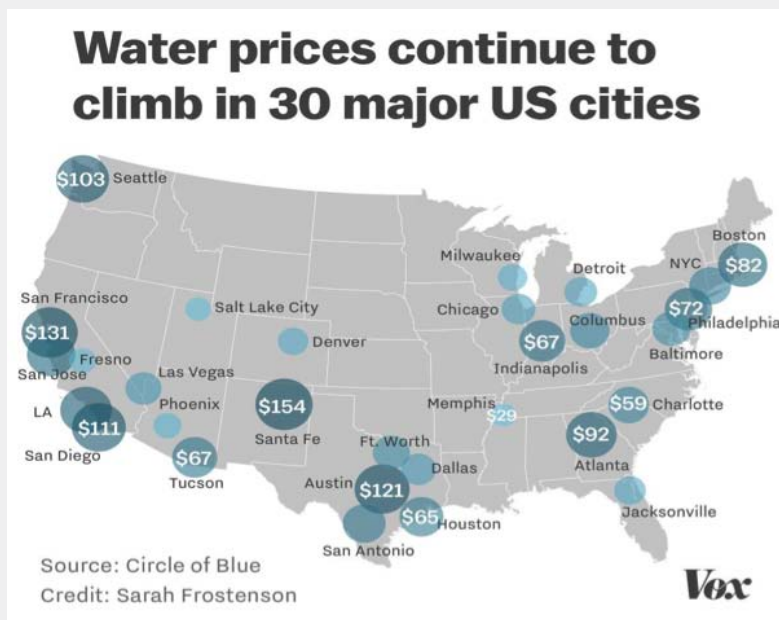 Water prices continue to
climb in 30 major US cities
$103 Seattle
Boston
$82
Milwaukee
Detroit
NYC
San Francisco
$131
Salt Lake City
Chicago
Columbus
$72
Philadelphia
Baltimore
Fresno
San Jose
Denver
$67
Indianapolis
Las Vegas
Phoenix
LA
$111
San Diego
$154
Santa Fe
Memphis
$29
$59 Charlotte
$67
Tucson
Ft. Worth
Dallas
$92
Atlanta
Austin
$121
$65
Houston
San Antonio
Jacksonville
Source: Circle of Blue
Credit: Sarah Frostenson
Vox